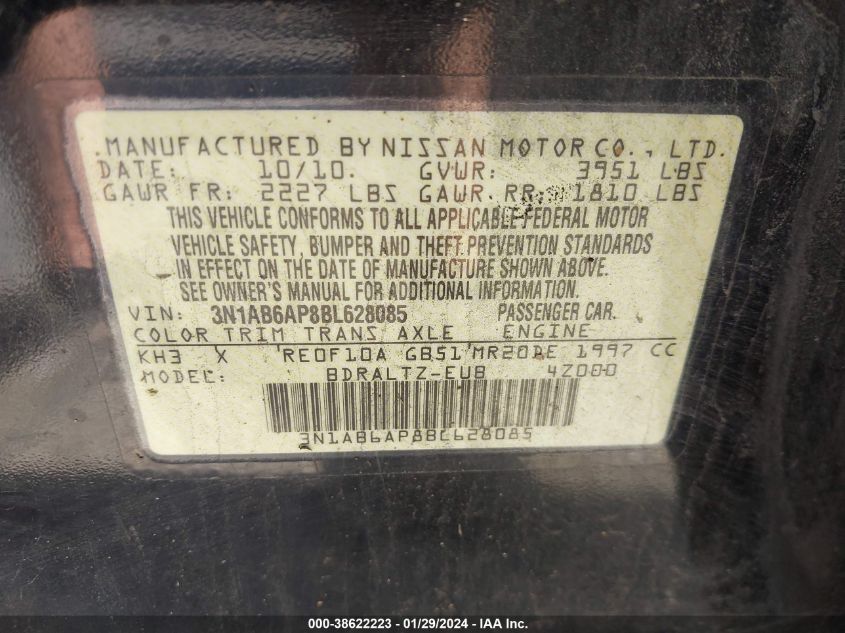 MANUFACTURED BY NISSAN MOTOR CO., LTD.
DATE: 10/10. GVWR: 3951 LBS
GAWR FR: 2227 LBS GAWR. RR: 1810 LBS
THIS VEHICLE CONFORMS TO ALL APPLICABLE FEDERAL MOTOR
VEHICLE SAFETY, BUMPER AND THEFT PREVENTION STANDARDS
IN EFFECT ON THE DATE OF MANUFACTURE SHOWN ABOVE.
SEE OWNER'S MANUAL FOR ADDITIONAL INFORMATION.
VIN: 3N1AB6AP8BL628085 PASSENGER CAR.
COLOR TRIM TRANS AXLE ENGINE
KH3 X RE0F10A GB51 MR20DE 1997 CC
MODEL: BDRALTZ-EUB 4Z000
3N1AB6AP8BL628085
000-38622223 - 01/29/2024 - IAA Inc.